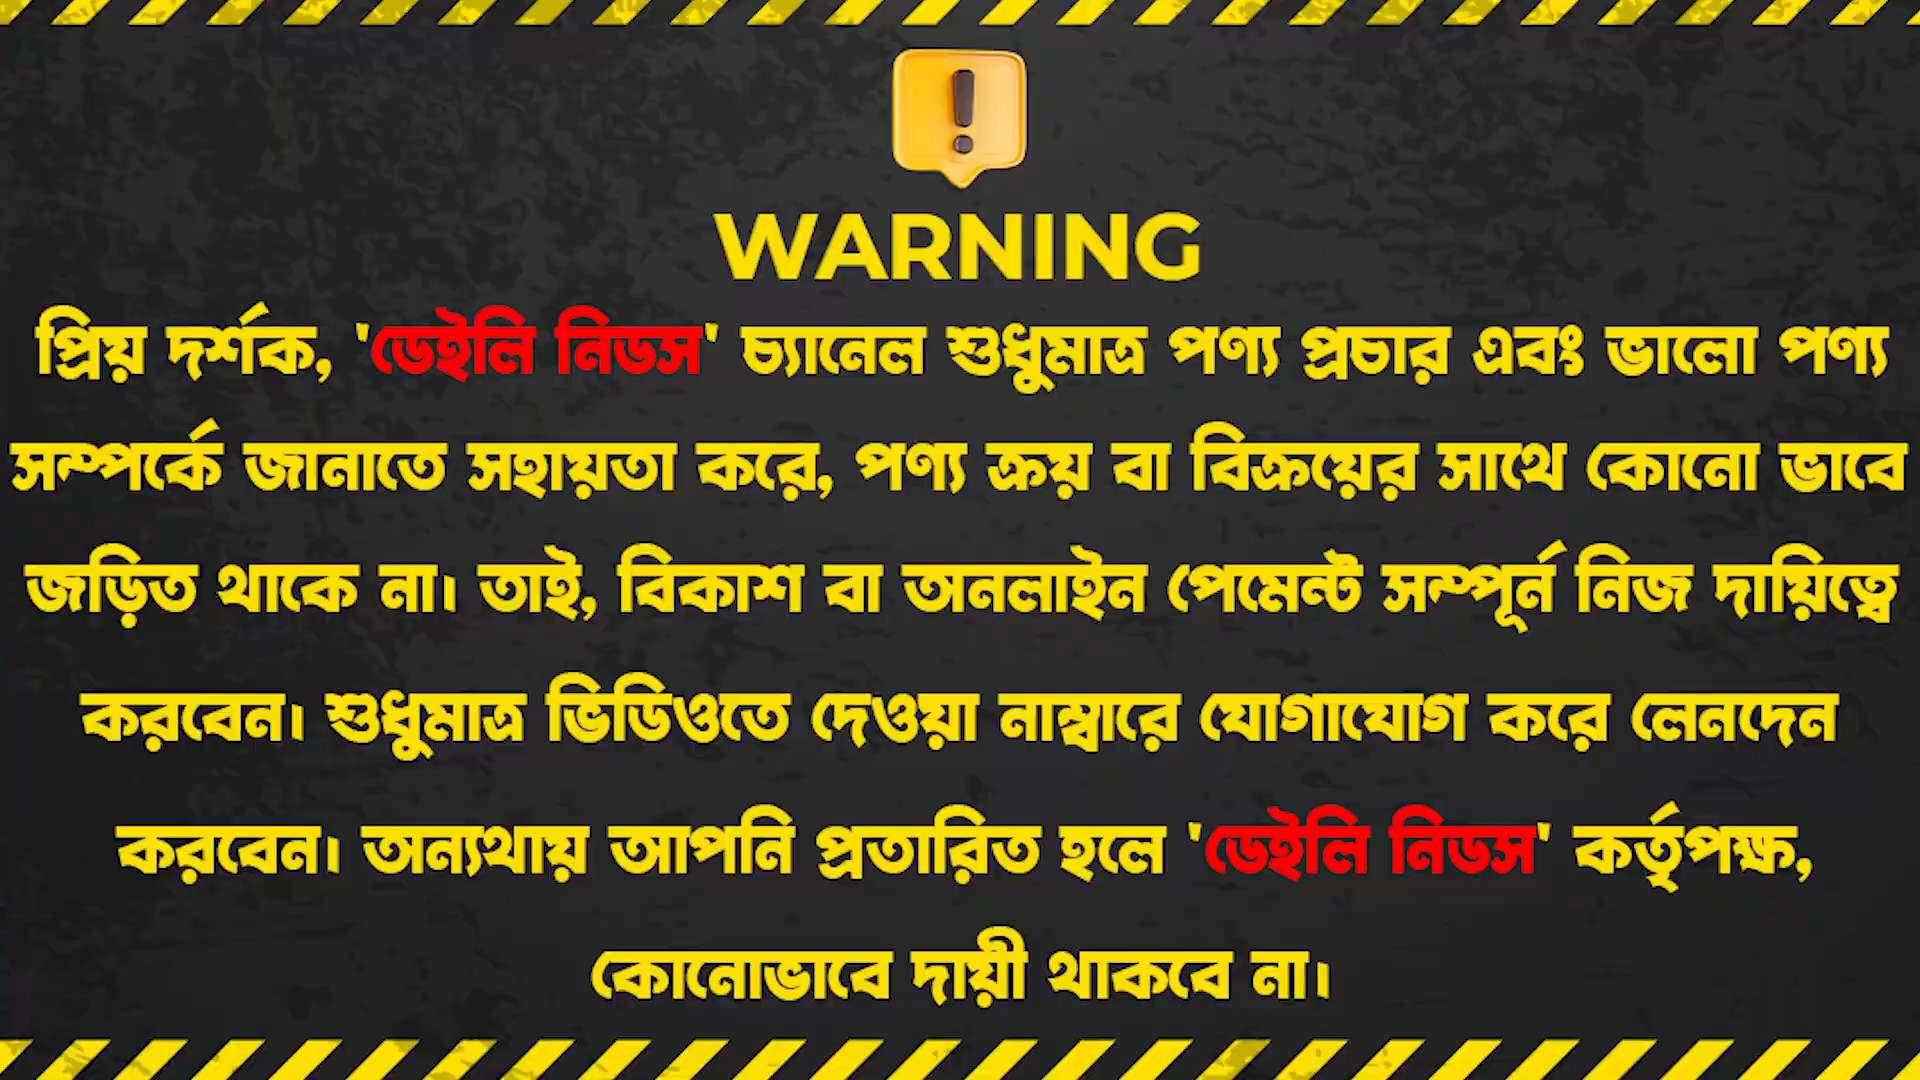 WARNING
প্রিয় দর্শক, 'ডেইলি নিডস' চ্যানেল শুধুমাত্র পণ্য প্রচার এবং ভালো পণ্য
সম্পর্কে জানাতে সহায়তা করে, পণ্য ক্রয় বা বিক্রয়ের সাথে কোনো ভাবে
জড়িত থাকে না। তাই, বিকাশ বা অনলাইন পেমেন্ট সম্পূর্ন নিজ দায়িত্বে
করবেন। শুধুমাত্র ভিডিওতে দেওয়া নাম্বারে যোগাযোগ করে লেনদেন
করবেন। অন্যথায় আপনি প্রতারিত হলে 'ডেইলি নিডস' কর্তৃপক্ষ,
কোনোভাবে দায়ী থাকবে না।